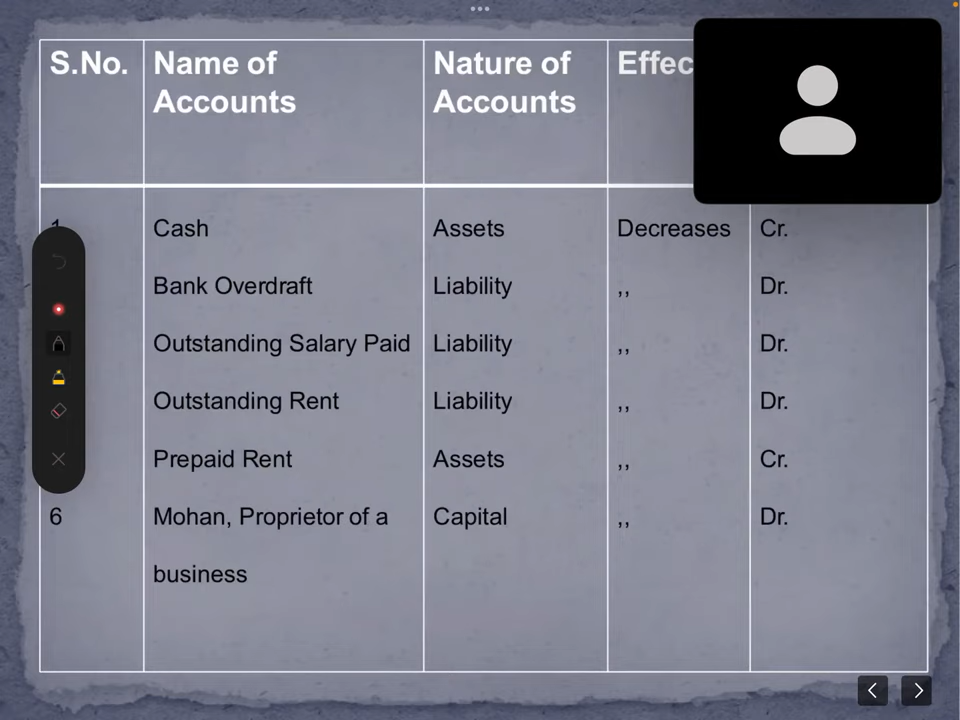 S.No. Name of Accounts Nature of Accounts
Cash Assets Decreases Cr.
Bank Overdraft Liability ,, Dr.
Outstanding Salary Paid Liability ,, Dr.
Outstanding Rent Liability ,, Dr.
Prepaid Rent Assets ,, Cr.
6 Mohan, Proprietor of a Capital ,, Dr.
business